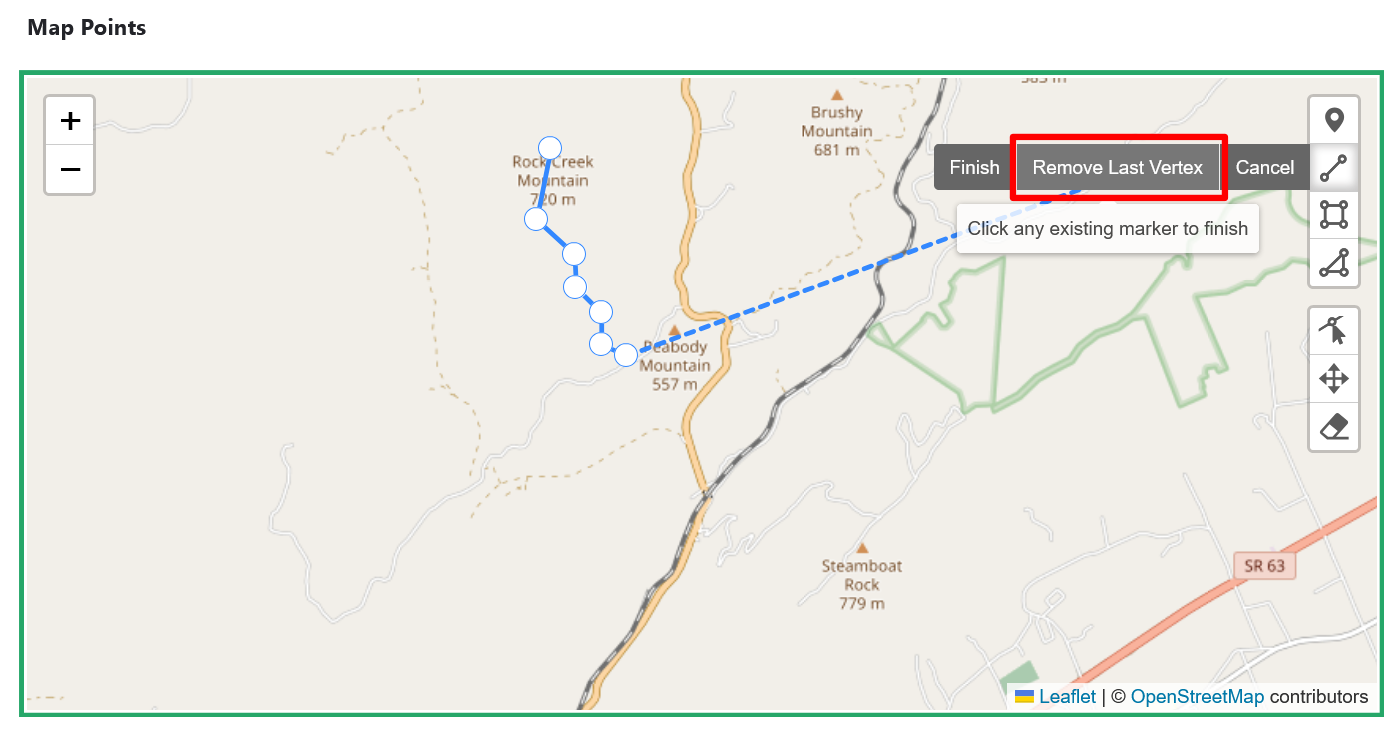 Map Points
+
−
Brushy
Mountain
681 m
Rock Creek
Mountain
720 m
Finish
Remove Last Vertex
Cancel
Click any existing marker to finish
Peabody
Mountain
557 m
Steamboat
Rock
779 m
SR 63
Leaflet | © OpenStreetMap contributors